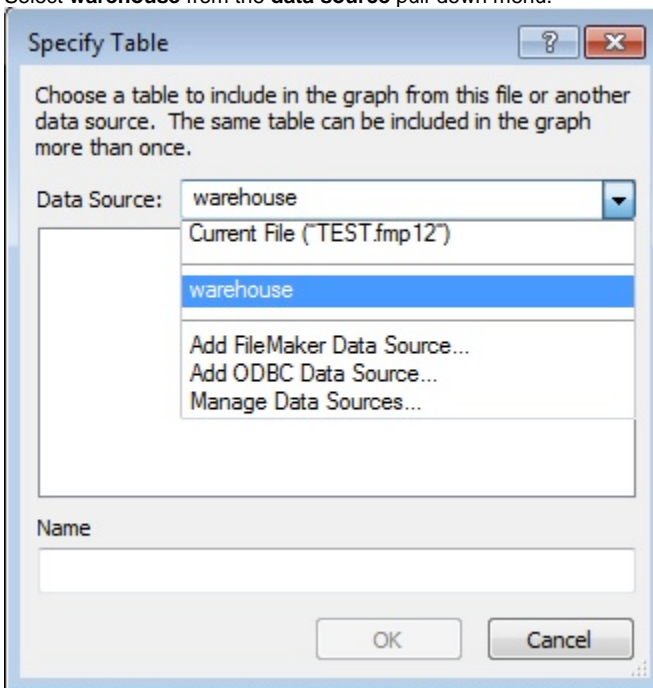 Select warehouse from the data source pull down menu.
Specify Table
?
Choose a table to include in the graph from this file or another
data source. The same table can be included in the graph
more than once.
Data Source: warehouse
Current File ("TEST.fmp12")
warehouse
Add FileMaker Data Source...
Add ODBC Data Source...
Manage Data Sources...
Name
OK Cancel